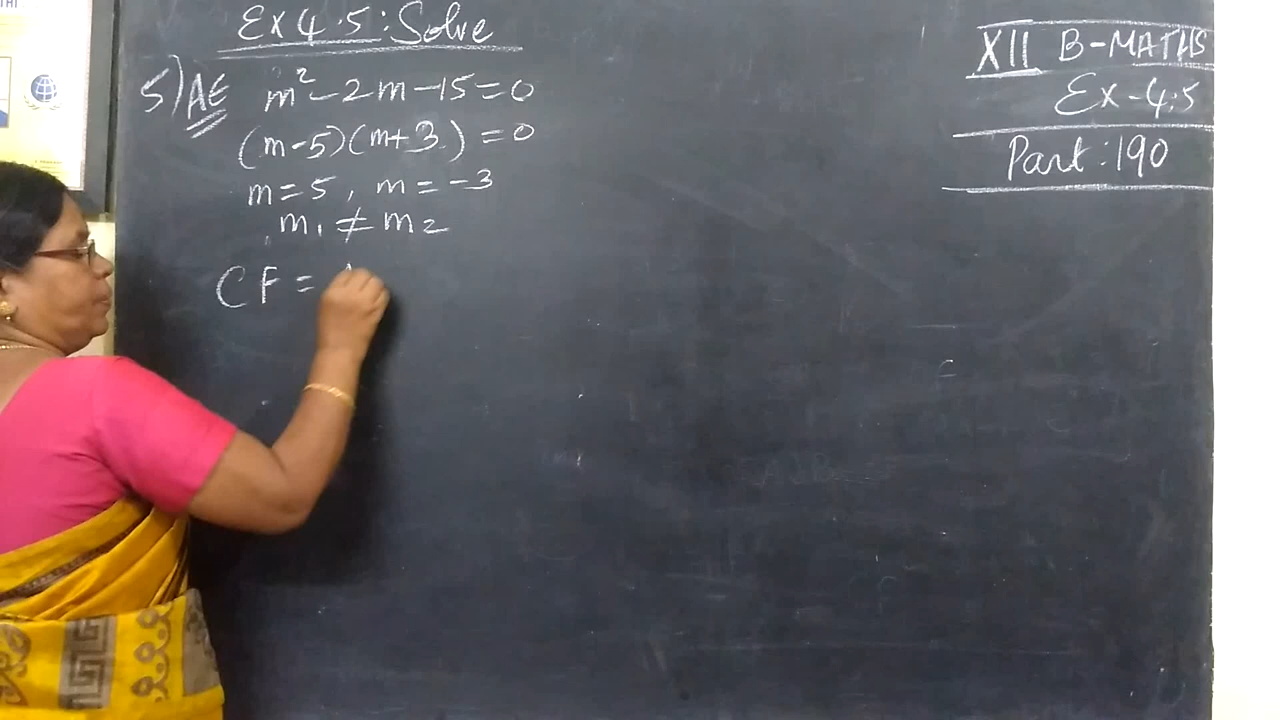 Ex 4.5: Solve
5) AE m² - 2m - 15 = 0
(m-5)(m+3) = 0
m = 5, m = -3
m₁ ≠ m₂
CF =
XII B-MATHS
Ex-4.5
Part: 190